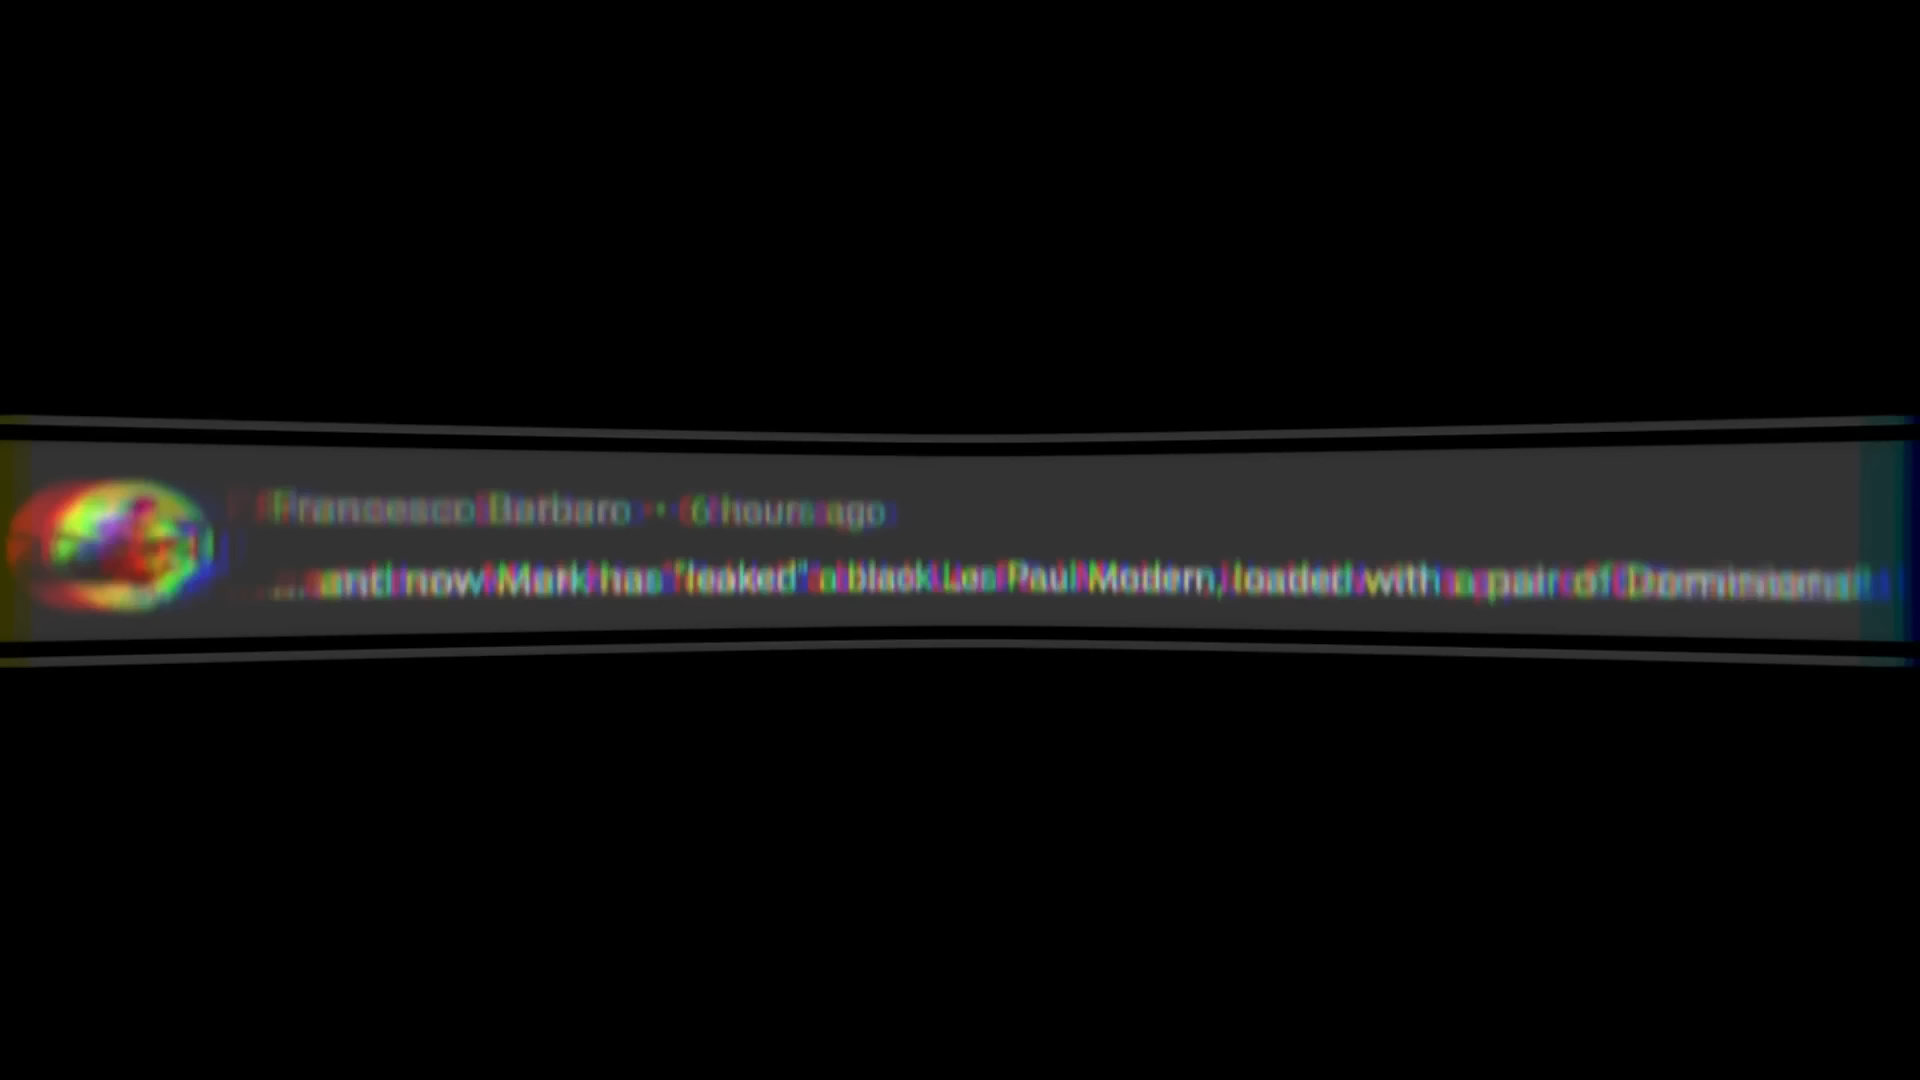 Francesco Barbaro • 6 hours ago
...and now Mark has "leaked" a black Les Paul Modern, loaded with a pair of Dominions!